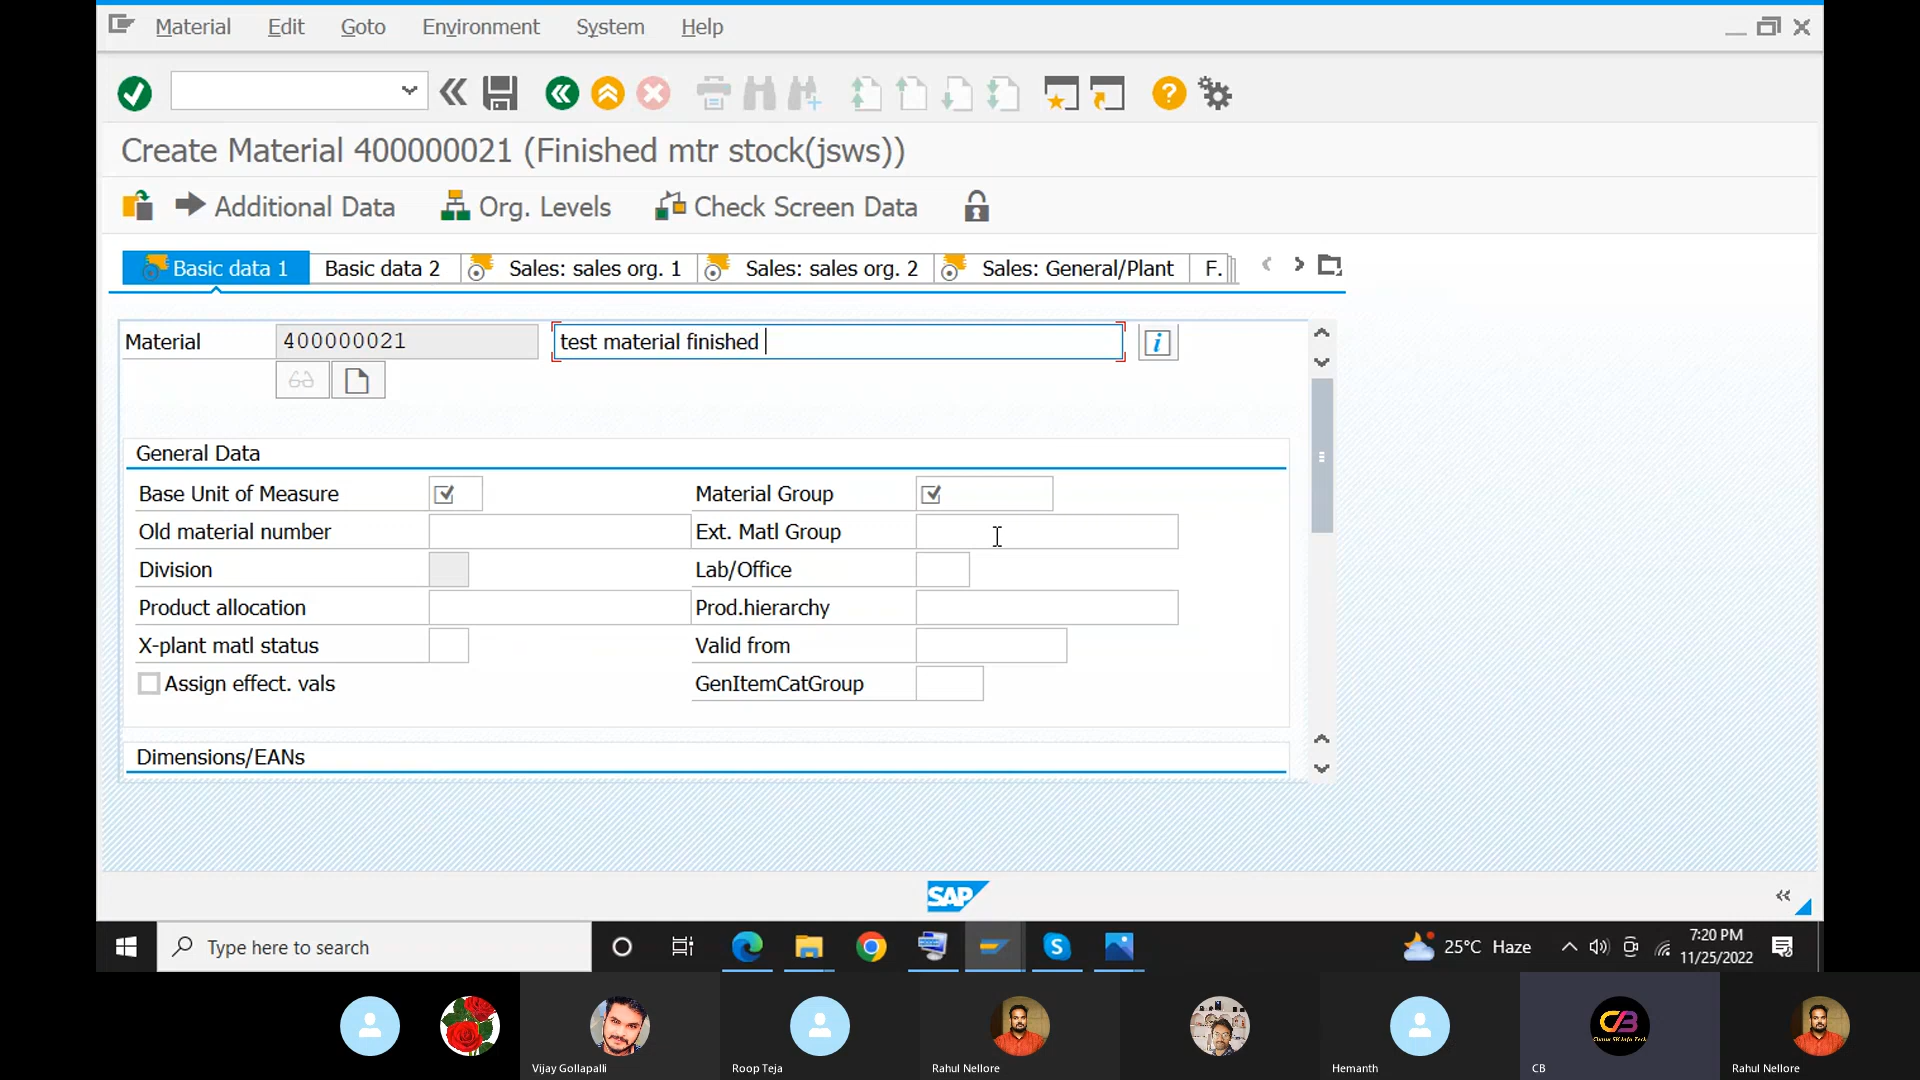 Material Edit Goto Environment System Help
Create Material 400000021 (Finished mtr stock(jsws))
Additional Data Org. Levels Check Screen Data
Basic data 1 Basic data 2 Sales: sales org. 1 Sales: sales org. 2 Sales: General/Plant F.
Material 400000021 test material finished
General Data
Base Unit of Measure Material Group
Old material number Ext. Matl Group
Division Lab/Office
Product allocation Prod.hierarchy
X-plant matl status Valid from
Assign effect. vals GenItemCatGroup
Dimensions/EANs
SAP
Type here to search 25°C Haze 7:20 PM
11/25/2022
CB
Vijay Gollapalli Roop Teja Rahul Nellore Hemanth CB Rahul Nellore